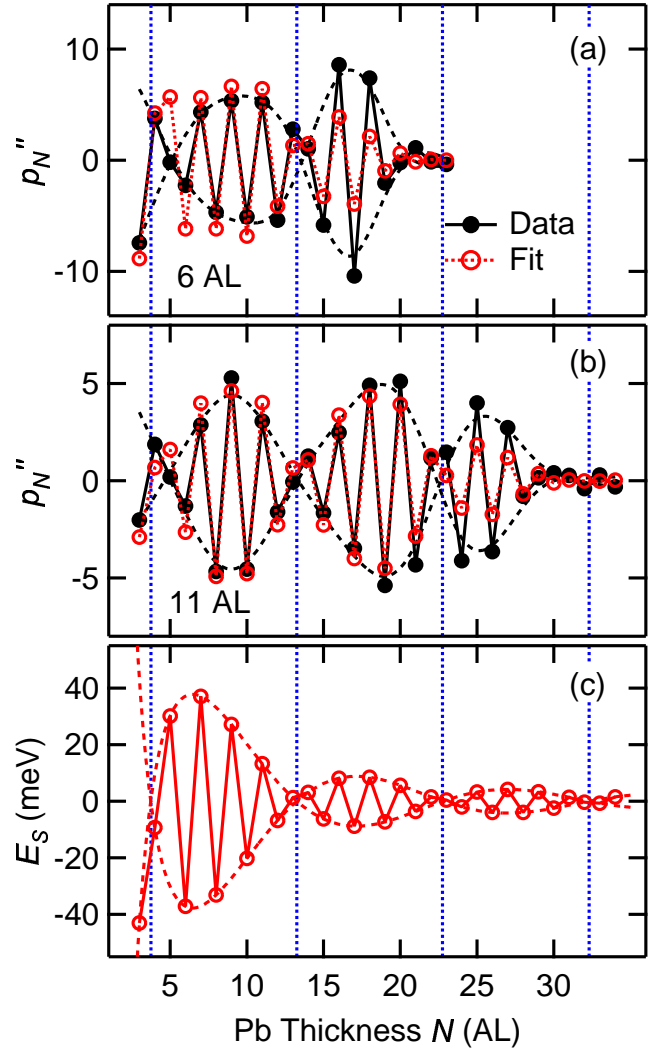 (a)
10
0
-10
p_N″
6 AL
Data
Fit
(b)
5
0
-5
p_N″
11 AL
(c)
40
20
0
-20
-40
E_S (meV)
5 10 15 20 25 30
Pb Thickness N (AL)